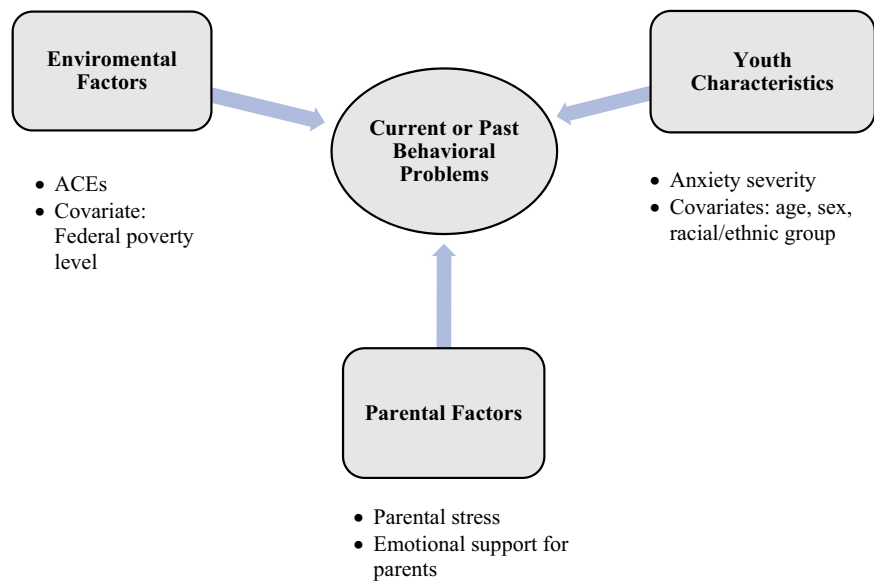 Enviromental
Factors
• ACEs
• Covariate:
Federal poverty
level
Current or Past
Behavioral
Problems
Youth
Characteristics
• Anxiety severity
• Covariates: age, sex,
racial/ethnic group
Parental Factors
• Parental stress
• Emotional support for
parents